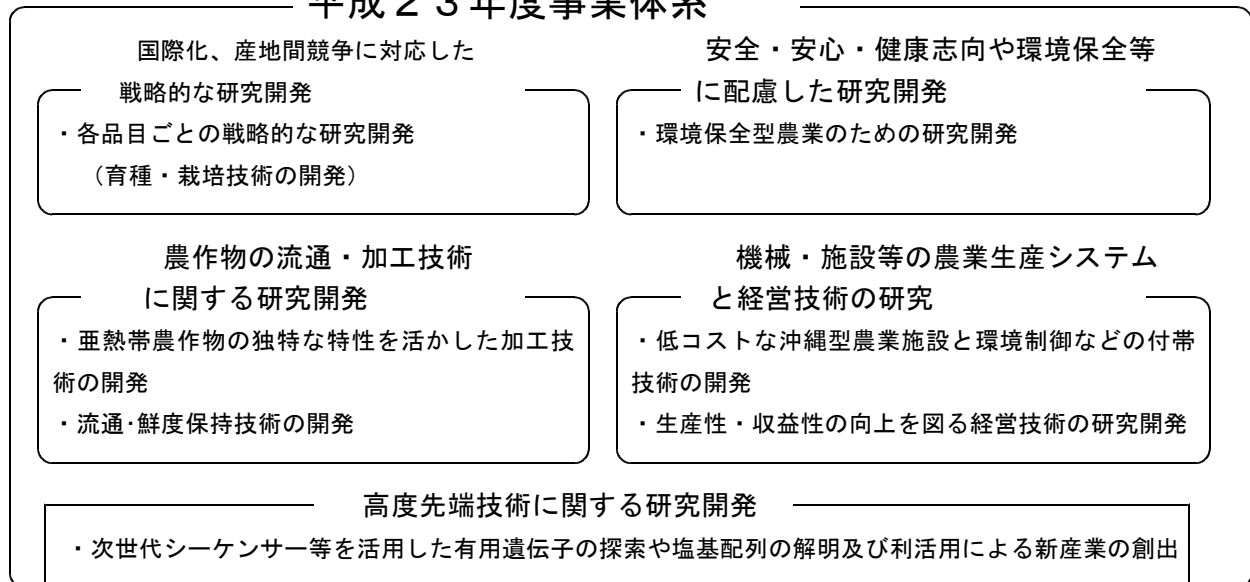 平成２３年度事業体系
国際化、産地間競争に対応した
戦略的な研究開発
・各品目ごとの戦略的な研究開発
（育種・栽培技術の開発）
安全・安心・健康志向や環境保全等
に配慮した研究開発
・環境保全型農業のための研究開発
農作物の流通・加工技術
に関する研究開発
・亜熱帯農作物の独特な特性を活かした加工技
術の開発
・流通･鮮度保持技術の開発
機械・施設等の農業生産システム
と経営技術の研究
・低コストな沖縄型農業施設と環境制御などの付帯
技術の開発
・生産性・収益性の向上を図る経営技術の研究開発
高度先端技術に関する研究開発
・次世代シーケンサー等を活用した有用遺伝子の探索や塩基配列の解明及び利活用による新産業の創出